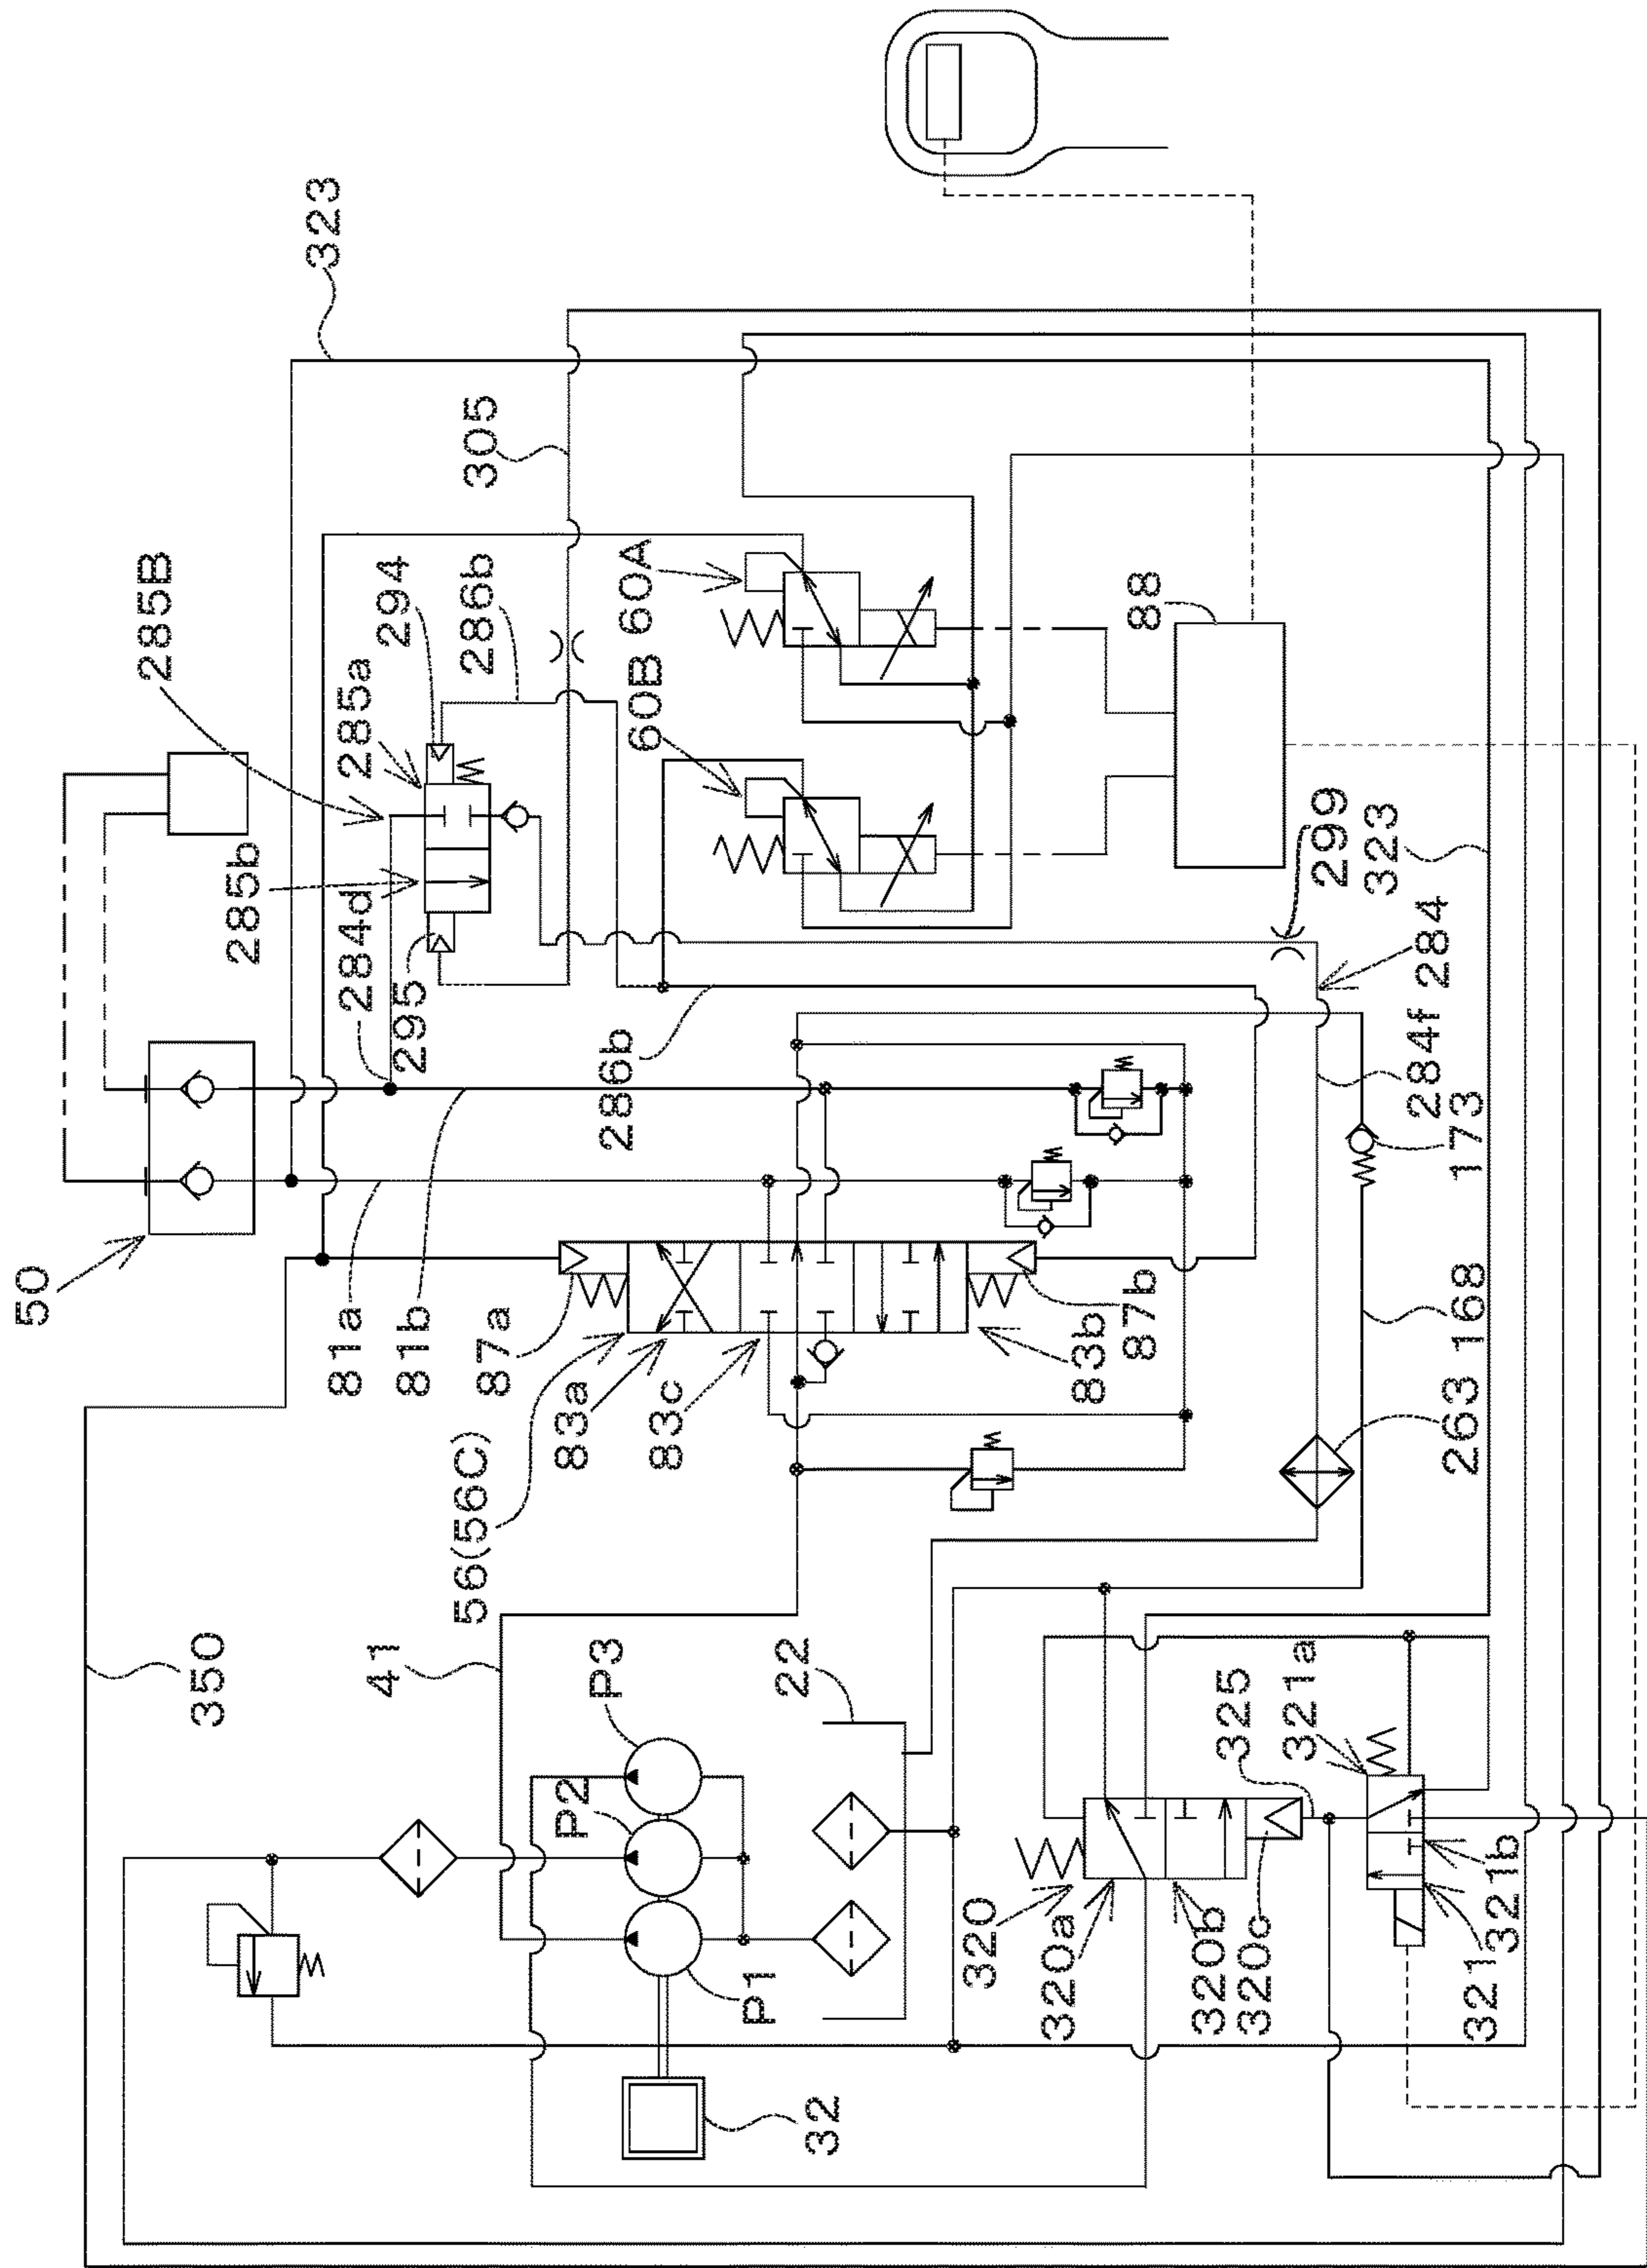 323
305
285B
294
286b
285a
60A
60B
88
285b
284d
295
299
323
284
286b
284f
173
50
81a
81b
87a
83a
83c
56(56C)
83b
87b
168
263
350
41
P3
P2
22
P1
32
325
321a
320
320a
320b
320c
321b
321